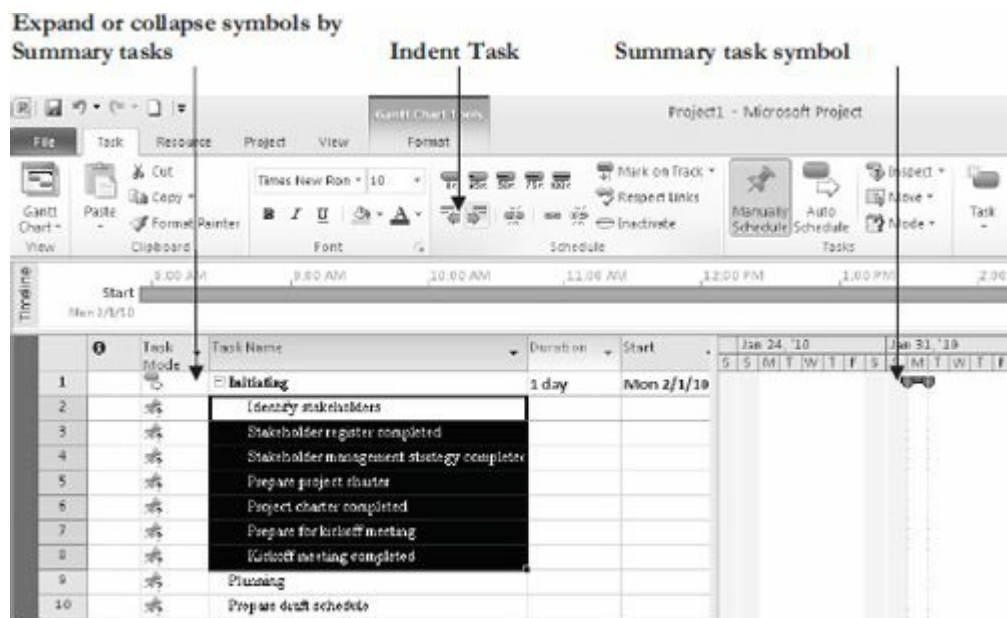 Expand or collapse symbols by
Summary tasks
Indent Task
Summary task symbol
Gantt Chart Tools
Project1 - Microsoft Project
File Task Resource Project View Format
Cut
Copy
Format Painter
Paste
Clipboard
Gantt
Chart
View
Times New Ron 10
B I U A
Font
Mark on Track
Respect Links
Inactivate
Schedule
Manually
Schedule
Auto
Schedule
Inspect
Move
Mode
Tasks
Task
Timeline
9:00 AM 10:00 AM 11:00 AM 12:00 PM 1:00 PM
Start
Mon 2/1/10
Task
Mode
Task Name
Duration
Start
Jan 24, '10
S S M T W T F S M T W T F
1 Initiating 1 day Mon 2/1/10
2 Identify stakeholders
3 Stakeholder register completed
4 Stakeholder management strategy complete
5 Prepare project charter
6 Project charter completed
7 Prepare for kickoff meeting
8 Kickoff meeting completed
9 Planning
10 Prepare draft schedule